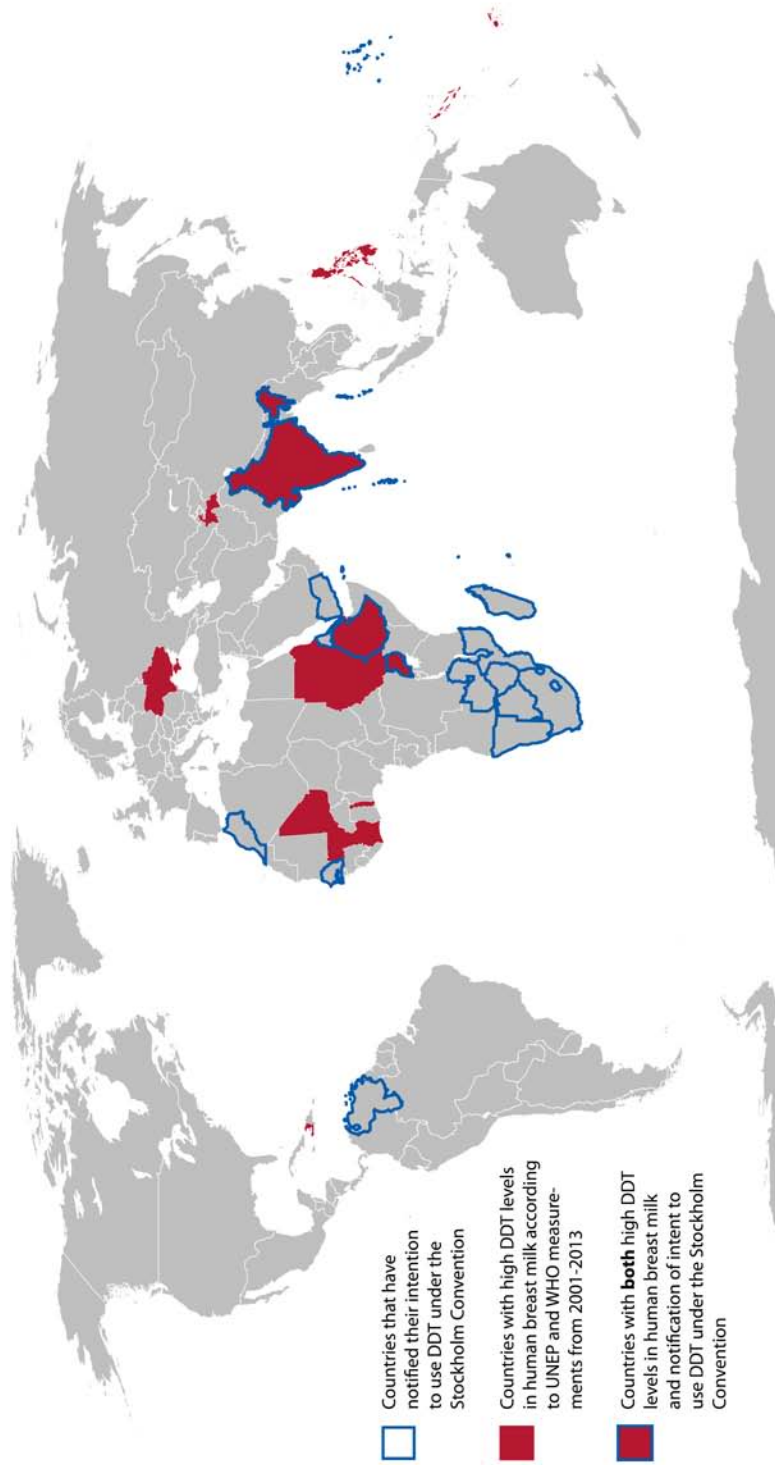 Countries that have
notified their intention
to use DDT under the
Stockholm Convention
Countries with high DDT levels
in human breast milk according
to UNEP and WHO measure-
ments from 2001-2013
Countries with both high DDT
levels in human breast milk
and notification of intent to
use DDT under the Stockholm
Convention